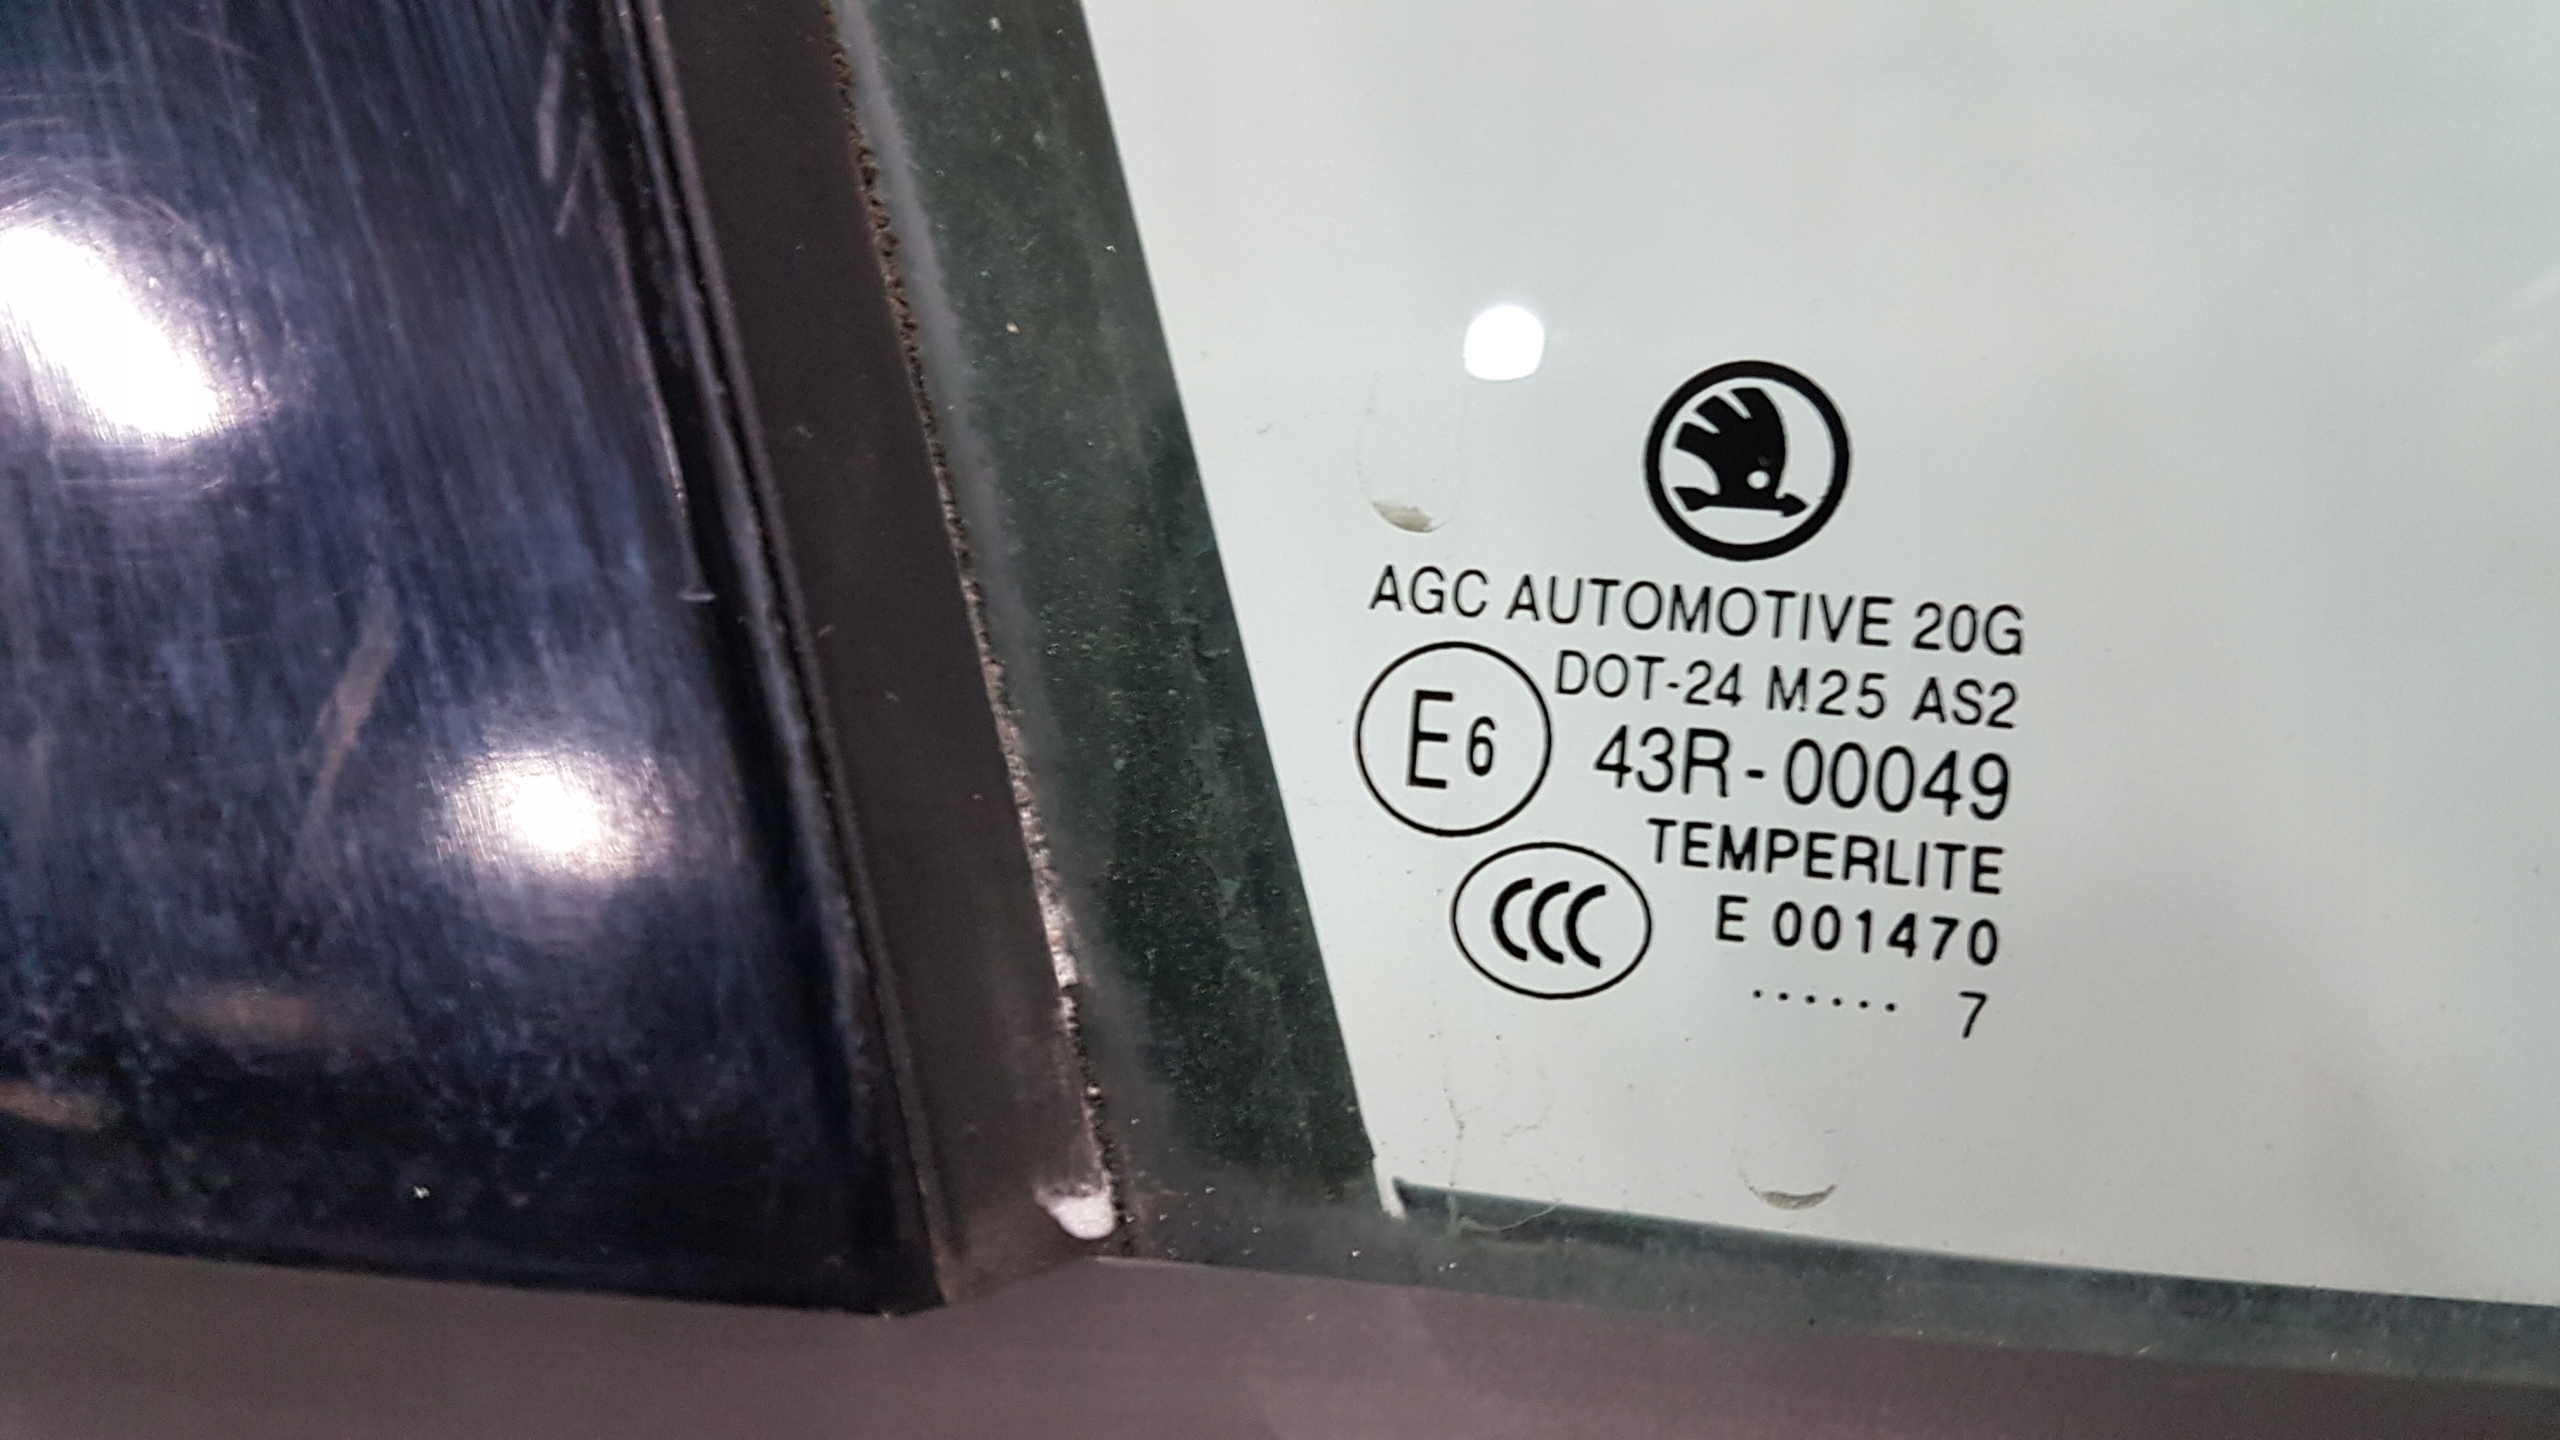 AGC AUTOMOTIVE 20G
DOT-24 M25 AS2
E6 43R-00049
TEMPERLITE
CCC E 001470
...... 7